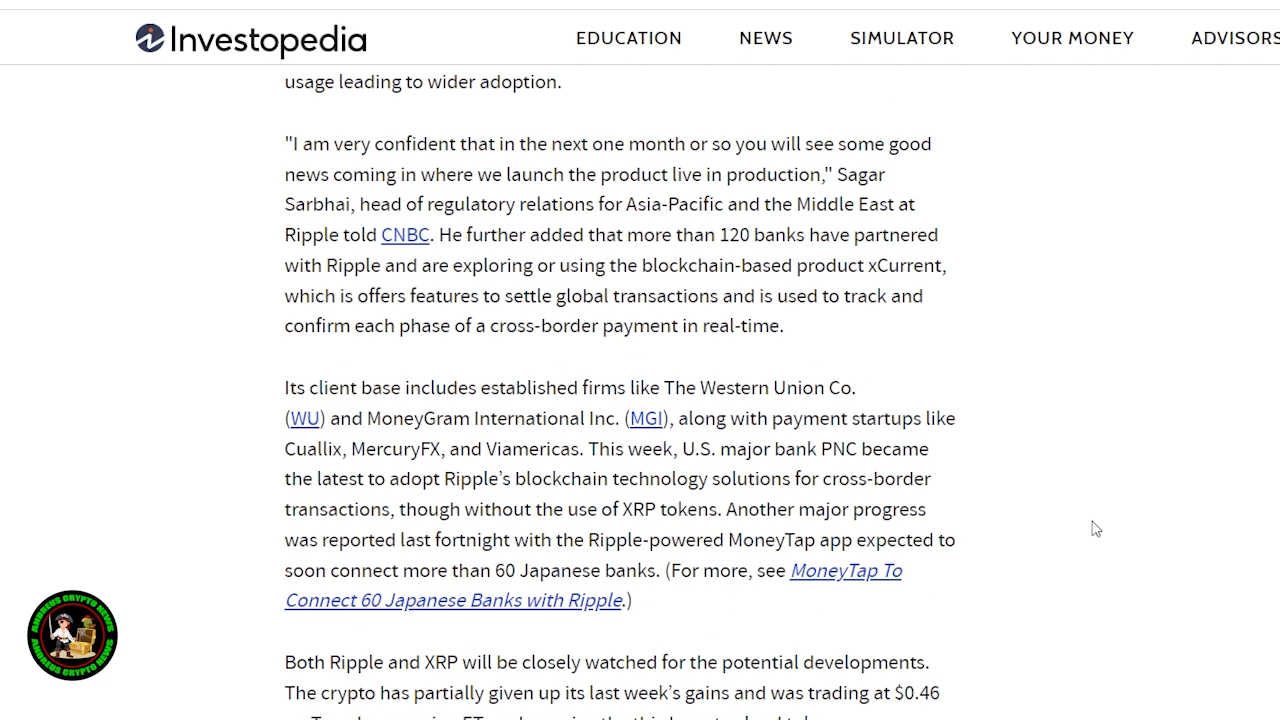 Investopedia
EDUCATION NEWS SIMULATOR YOUR MONEY ADVISORS
usage leading to wider adoption.
"I am very confident that in the next one month or so you will see some good
news coming in where we launch the product live in production," Sagar
Sarbhai, head of regulatory relations for Asia-Pacific and the Middle East at
Ripple told CNBC. He further added that more than 120 banks have partnered
with Ripple and are exploring or using the blockchain-based product xCurrent,
which is offers features to settle global transactions and is used to track and
confirm each phase of a cross-border payment in real-time.
Its client base includes established firms like The Western Union Co.
(WU) and MoneyGram International Inc. (MGI), along with payment startups like
Cuallix, MercuryFX, and Viamericas. This week, U.S. major bank PNC became
the latest to adopt Ripple’s blockchain technology solutions for cross-border
transactions, though without the use of XRP tokens. Another major progress
was reported last fortnight with the Ripple-powered MoneyTap app expected to
soon connect more than 60 Japanese banks. (For more, see MoneyTap To
Connect 60 Japanese Banks with Ripple.)
ANDREUS CRYPTO NEWS
ANDREUS CRYPTO NEWS
Both Ripple and XRP will be closely watched for the potential developments.
The crypto has partially given up its last week’s gains and was trading at $0.46